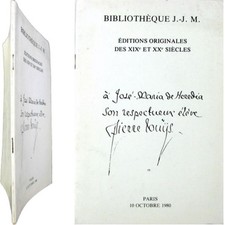 BIBLIOTHÈQUE J.-J. M.
ÉDITIONS ORIGINALES
DES XIXe ET XXe SIÈCLES
à José-Maria de Heredia
son respectueux élève
Pierre Louÿs
PARIS
10 OCTOBRE 1980